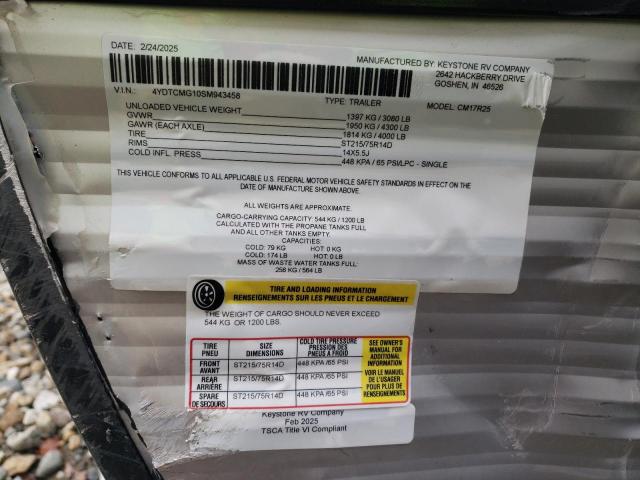 DATE: 2/24/2025
MANUFACTURED BY: KEYSTONE RV COMPANY
2642 HACKBERRY DRIVE
GOSHEN, IN 46526
V.I.N.: 4YDTCMG10SM943458
TYPE: TRAILER
MODEL: CM17R25
UNLOADED VEHICLE WEIGHT 1397 KG / 3080 LB
GVWR 1950 KG / 4300 LB
GAWR (EACH AXLE) 1814 KG / 4000 LB
TIRE ST215/75R14D
RIMS 14X5.5J
COLD INFL. PRESS 448 KPA / 65 PSI/LPC - SINGLE
THIS VEHICLE CONFORMS TO ALL APPLICABLE U.S. FEDERAL MOTOR VEHICLE SAFETY STANDARDS IN EFFECT ON THE
DATE OF MANUFACTURE SHOWN ABOVE.
ALL WEIGHTS ARE APPROXIMATE.
CARGO-CARRYING CAPACITY: 544 KG / 1200 LB
CALCULATED WITH THE PROPANE TANKS FULL
AND ALL OTHER TANKS EMPTY.
CAPACITIES:
COLD: 79 KG HOT: 0 KG
COLD: 174 LB HOT: 0 LB
MASS OF WASTE WATER TANKS FULL:
256 KG / 564 LB
TIRE AND LOADING INFORMATION
RENSEIGNEMENTS SUR LES PNEUS ET LE CHARGEMENT
THE WEIGHT OF CARGO SHOULD NEVER EXCEED
544 KG OR 1200 LBS.
TIRE
PNEU
SIZE
DIMENSIONS
COLD TIRE PRESSURE
PRESSION DES
PNEUS A FROID
FRONT
AVANT
ST215/75R14D
448 KPA /65 PSI
REAR
ARRIÈRE
ST215/75R14D
448 KPA /65 PSI
SPARE
DE SECOURS
ST215/75R14D
448 KPA /65 PSI
SEE OWNER'S
MANUAL FOR
ADDITIONAL
INFORMATION
VOIR LE MANUEL
DE L'USAGER
POUR PLUS DE
RENSEIGNEMENTS
Keystone RV Company
Feb 2025
TSCA Title VI Compliant